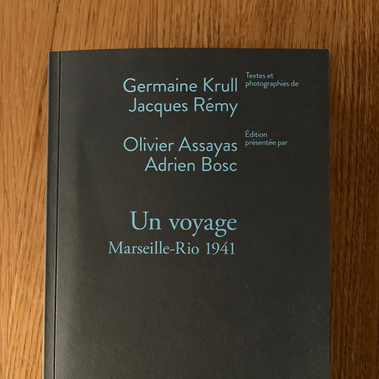 Germaine Krull
Jacques Rémy
Textes et
photographies de
Olivier Assayas
Adrien Bosc
Édition
présentée par
Un voyage
Marseille-Rio 1941